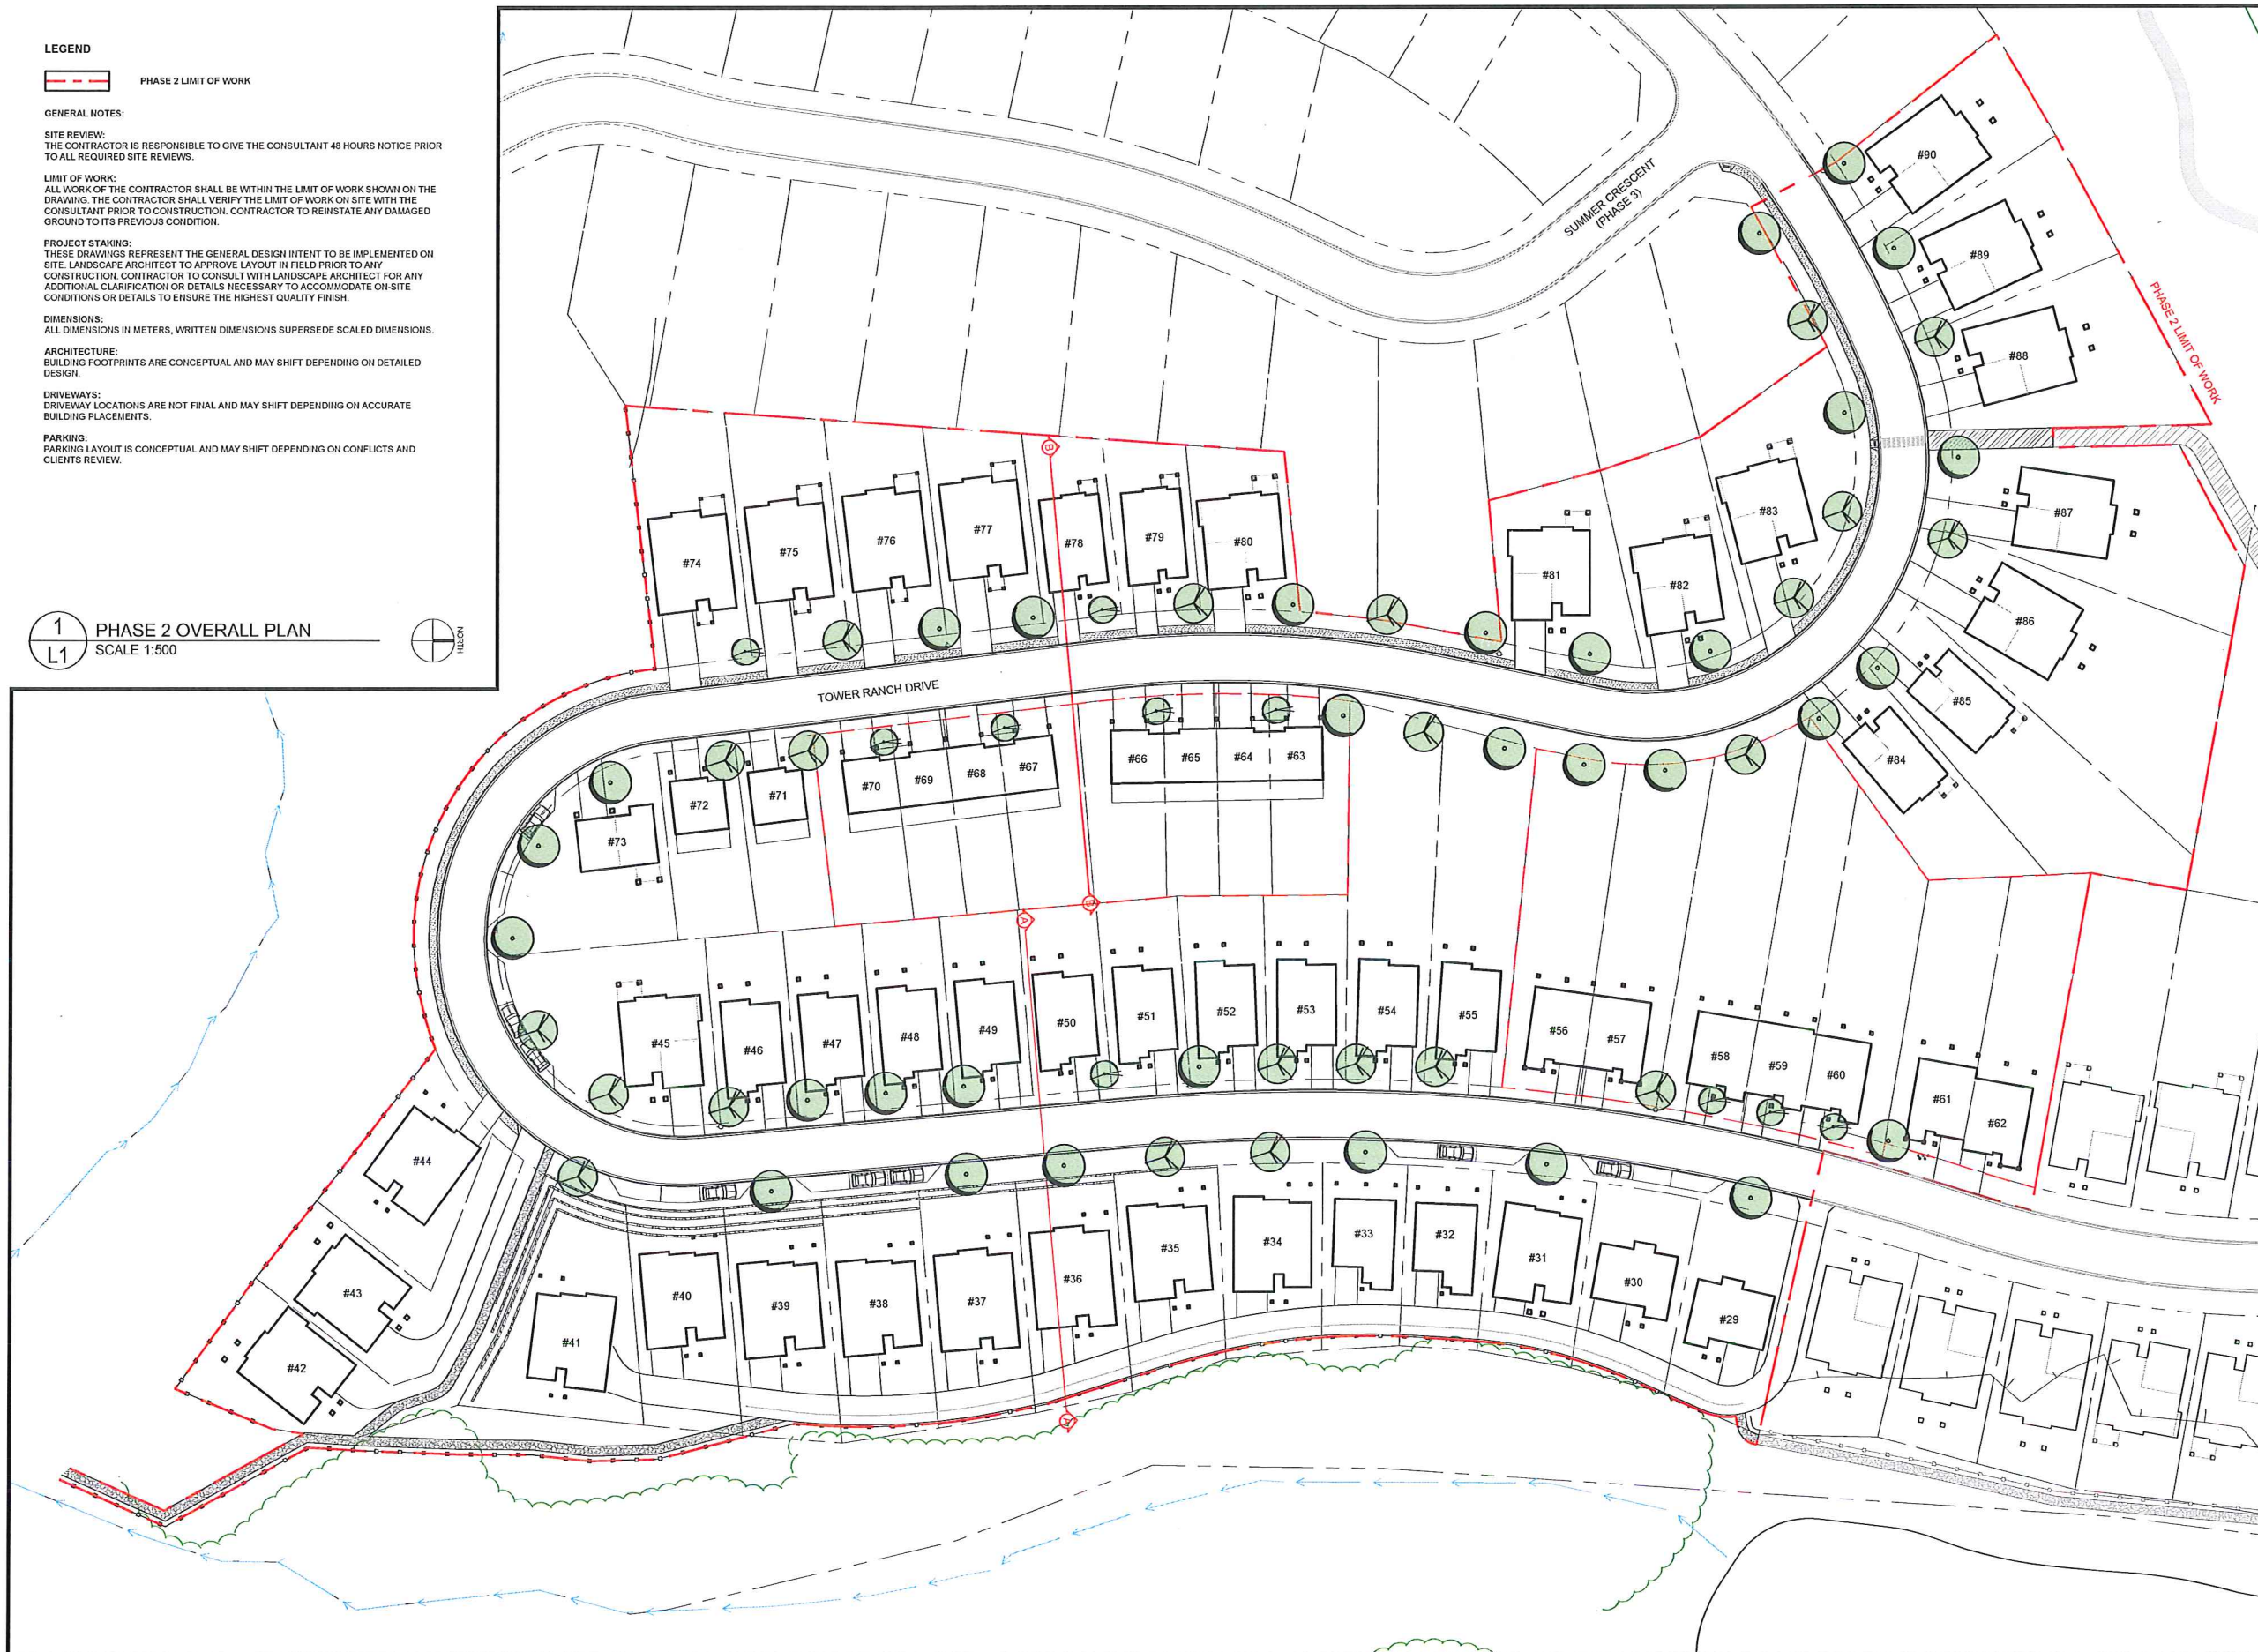 LEGEND
PHASE 2 LIMIT OF WORK
GENERAL NOTES:
SITE REVIEW:
THE CONTRACTOR IS RESPONSIBLE TO GIVE THE CONSULTANT 48 HOURS NOTICE PRIOR
TO ALL REQUIRED SITE REVIEWS.
LIMIT OF WORK:
ALL WORK OF THE CONTRACTOR SHALL BE WITHIN THE LIMIT OF WORK SHOWN ON THE
DRAWING. THE CONTRACTOR SHALL VERIFY THE LIMIT OF WORK ON SITE WITH THE
CONSULTANT PRIOR TO CONSTRUCTION. CONTRACTOR TO REINSTATE ANY DAMAGED
GROUND TO ITS PREVIOUS CONDITION.
PROJECT STAKING:
THESE DRAWINGS REPRESENT THE GENERAL DESIGN INTENT TO BE IMPLEMENTED ON
SITE. LANDSCAPE ARCHITECT TO APPROVE LAYOUT IN FIELD PRIOR TO ANY
CONSTRUCTION. CONTRACTOR TO CONSULT WITH LANDSCAPE ARCHITECT FOR ANY
ADDITIONAL CLARIFICATION OR DETAILS NECESSARY TO ACCOMMODATE ON-SITE
CONDITIONS OR DETAILS TO ENSURE THE HIGHEST QUALITY FINISH.
DIMENSIONS:
ALL DIMENSIONS IN METERS, WRITTEN DIMENSIONS SUPERSEDE SCALED DIMENSIONS.
ARCHITECTURE:
BUILDING FOOTPRINTS ARE CONCEPTUAL AND MAY SHIFT DEPENDING ON DETAILED
DESIGN.
DRIVEWAYS:
DRIVEWAY LOCATIONS ARE NOT FINAL AND MAY SHIFT DEPENDING ON ACCURATE
BUILDING PLACEMENTS.
PARKING:
PARKING LAYOUT IS CONCEPTUAL AND MAY SHIFT DEPENDING ON CONFLICTS AND
CLIENTS REVIEW.
1
L1
PHASE 2 OVERALL PLAN
SCALE 1:500
NORTH
SUMMER CRESCENT
(PHASE 3)
PHASE 2 LIMIT OF WORK
#90
#89
#88
#87
#86
#85
#84
B
#74
#75
#76
#77
#78
#79
#80
#81
#82
#83
TOWER RANCH DRIVE
#73
#72
#71
#70
#69
#68
#67
#66
#65
#64
#63
B
A
#45
#46
#47
#48
#49
#50
#51
#52
#53
#54
#55
#56
#57
#58
#59
#60
#61
#62
#44
#43
#42
#41
#40
#39
#38
#37
#36
#35
#34
#33
#32
#31
#30
#29
A